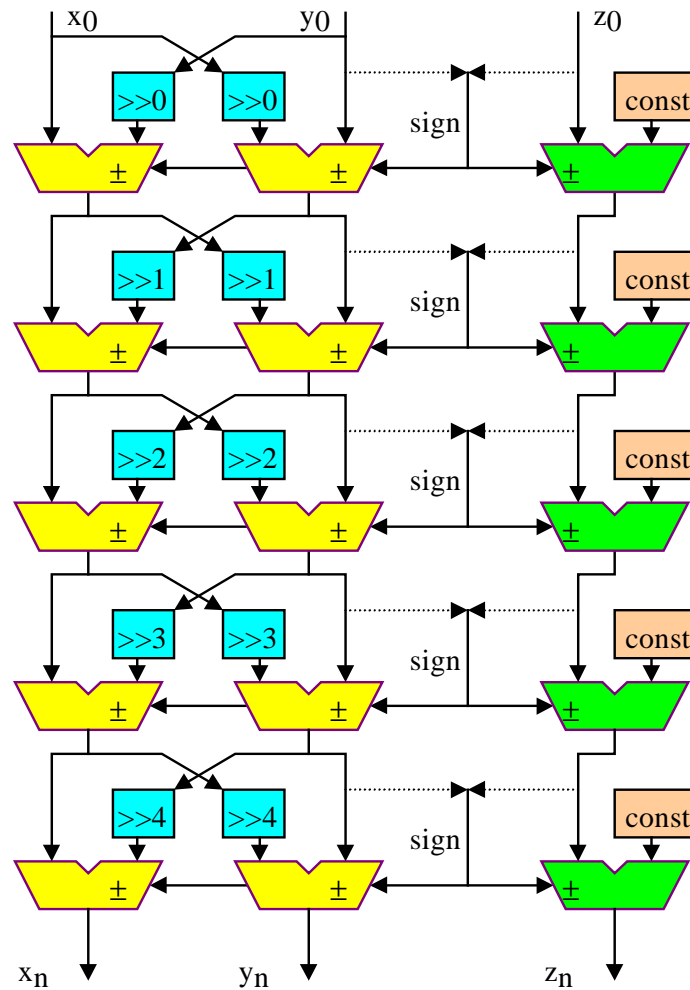 x0 y0 z0
>>0 >>0 const
sign
± ± ±
>>1 >>1 const
sign
± ± ±
>>2 >>2 const
sign
± ± ±
>>3 >>3 const
sign
± ± ±
>>4 >>4 const
sign
± ± ±
xn yn zn